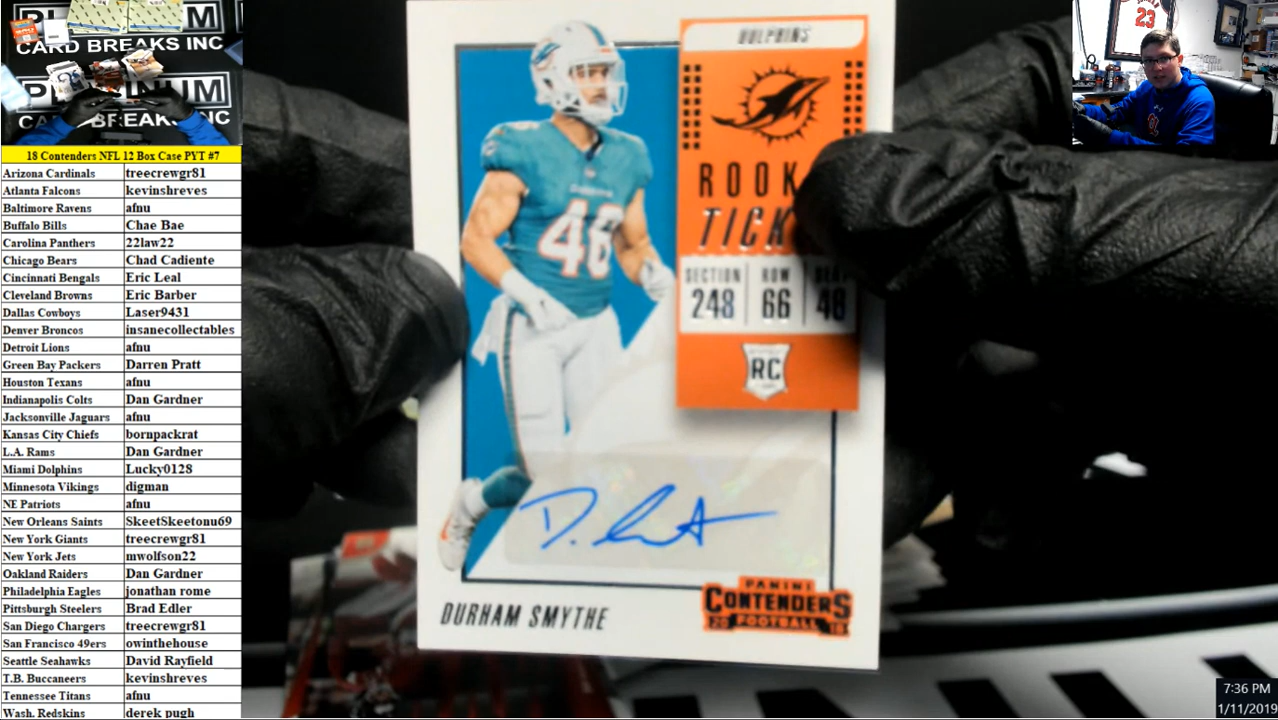 CARD BREAKS INC
18 Contenders NFL 12 Box Case PYT #7
Arizona Cardinals treecrewgr81
Atlanta Falcons kevinshreves
Baltimore Ravens afnu
Buffalo Bills Chae Bae
Carolina Panthers 22law22
Chicago Bears Chad Cadiente
Cincinnati Bengals Eric Leal
Cleveland Browns Eric Barber
Dallas Cowboys Laser9431
Denver Broncos insanecollectables
Detroit Lions afnu
Green Bay Packers Darren Pratt
Houston Texans afnu
Indianapolis Colts Dan Gardner
Jacksonville Jaguars afnu
Kansas City Chiefs bornpackrat
L.A. Rams Dan Gardner
Miami Dolphins Lucky0128
Minnesota Vikings digman
NE Patriots afnu
New Orleans Saints SkeetSkeetonu69
New York Giants treecrewgr81
New York Jets mwolfson22
Oakland Raiders Dan Gardner
Philadelphia Eagles jonathan rome
Pittsburgh Steelers Brad Edler
San Diego Chargers treecrewgr81
San Francisco 49ers owinthehouse
Seattle Seahawks David Rayfield
T.B. Buccaneers kevinshreves
Tennessee Titans afnu
Wash. Redskins derek pugh
DOLPHINS
ROOK
TICK
SECTION ROW
248 66 48
RC
46
DURHAM SMYTHE
PANINI
CONTENDERS
20 FOOTBALL 18
23
7:36 PM
1/11/2019